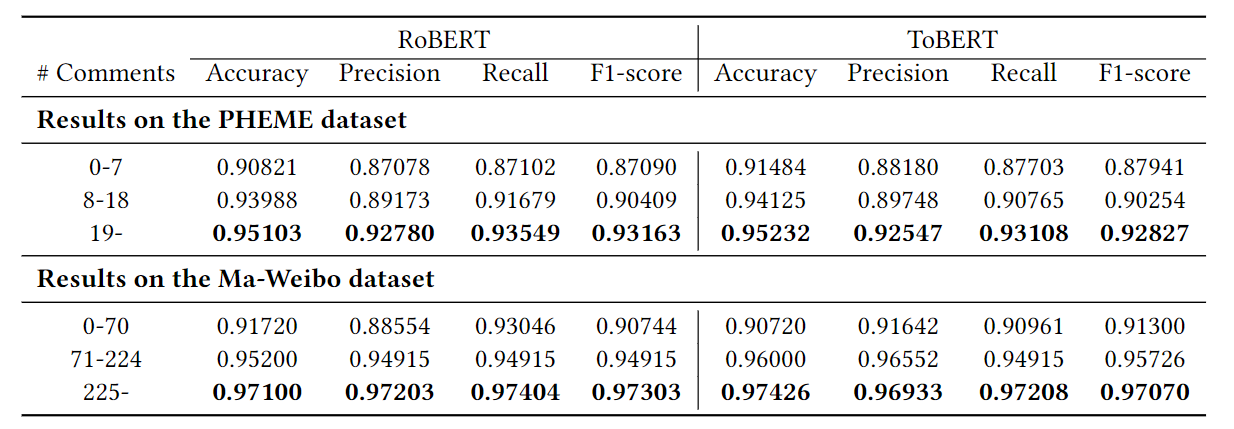 RoBERT ToBERT
# Comments Accuracy Precision Recall F1-score Accuracy Precision Recall F1-score
Results on the PHEME dataset
0-7 0.90821 0.87078 0.87102 0.87090 0.91484 0.88180 0.87703 0.87941
8-18 0.93988 0.89173 0.91679 0.90409 0.94125 0.89748 0.90765 0.90254
19- 0.95103 0.92780 0.93549 0.93163 0.95232 0.92547 0.93108 0.92827
Results on the Ma-Weibo dataset
0-70 0.91720 0.88554 0.93046 0.90744 0.90720 0.91642 0.90961 0.91300
71-224 0.95200 0.94915 0.94915 0.94915 0.96000 0.96552 0.94915 0.95726
225- 0.97100 0.97203 0.97404 0.97303 0.97426 0.96933 0.97208 0.97070